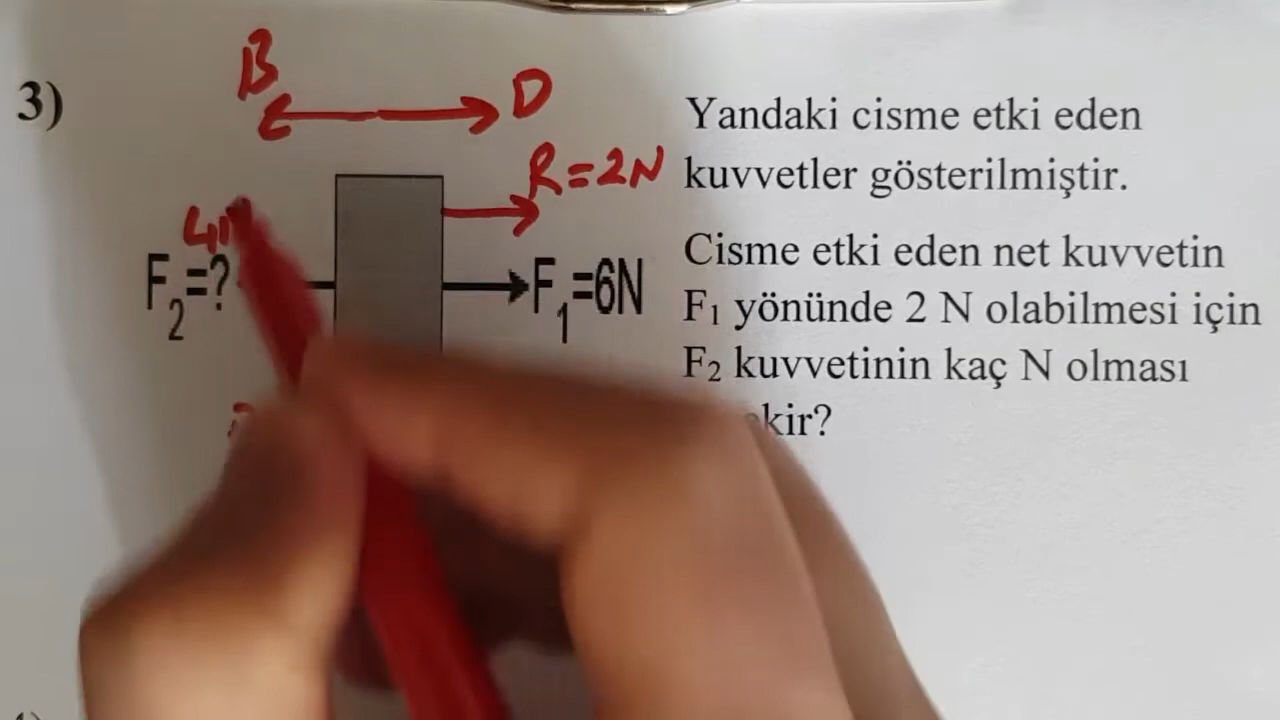 3)
B
D
R=2N
4N
F2=?
F1=6N
Yandaki cisme etki eden
kuvvetler gösterilmiştir.
Cisme etki eden net kuvvetin
F1 yönünde 2 N olabilmesi için
F2 kuvvetinin kaç N olması